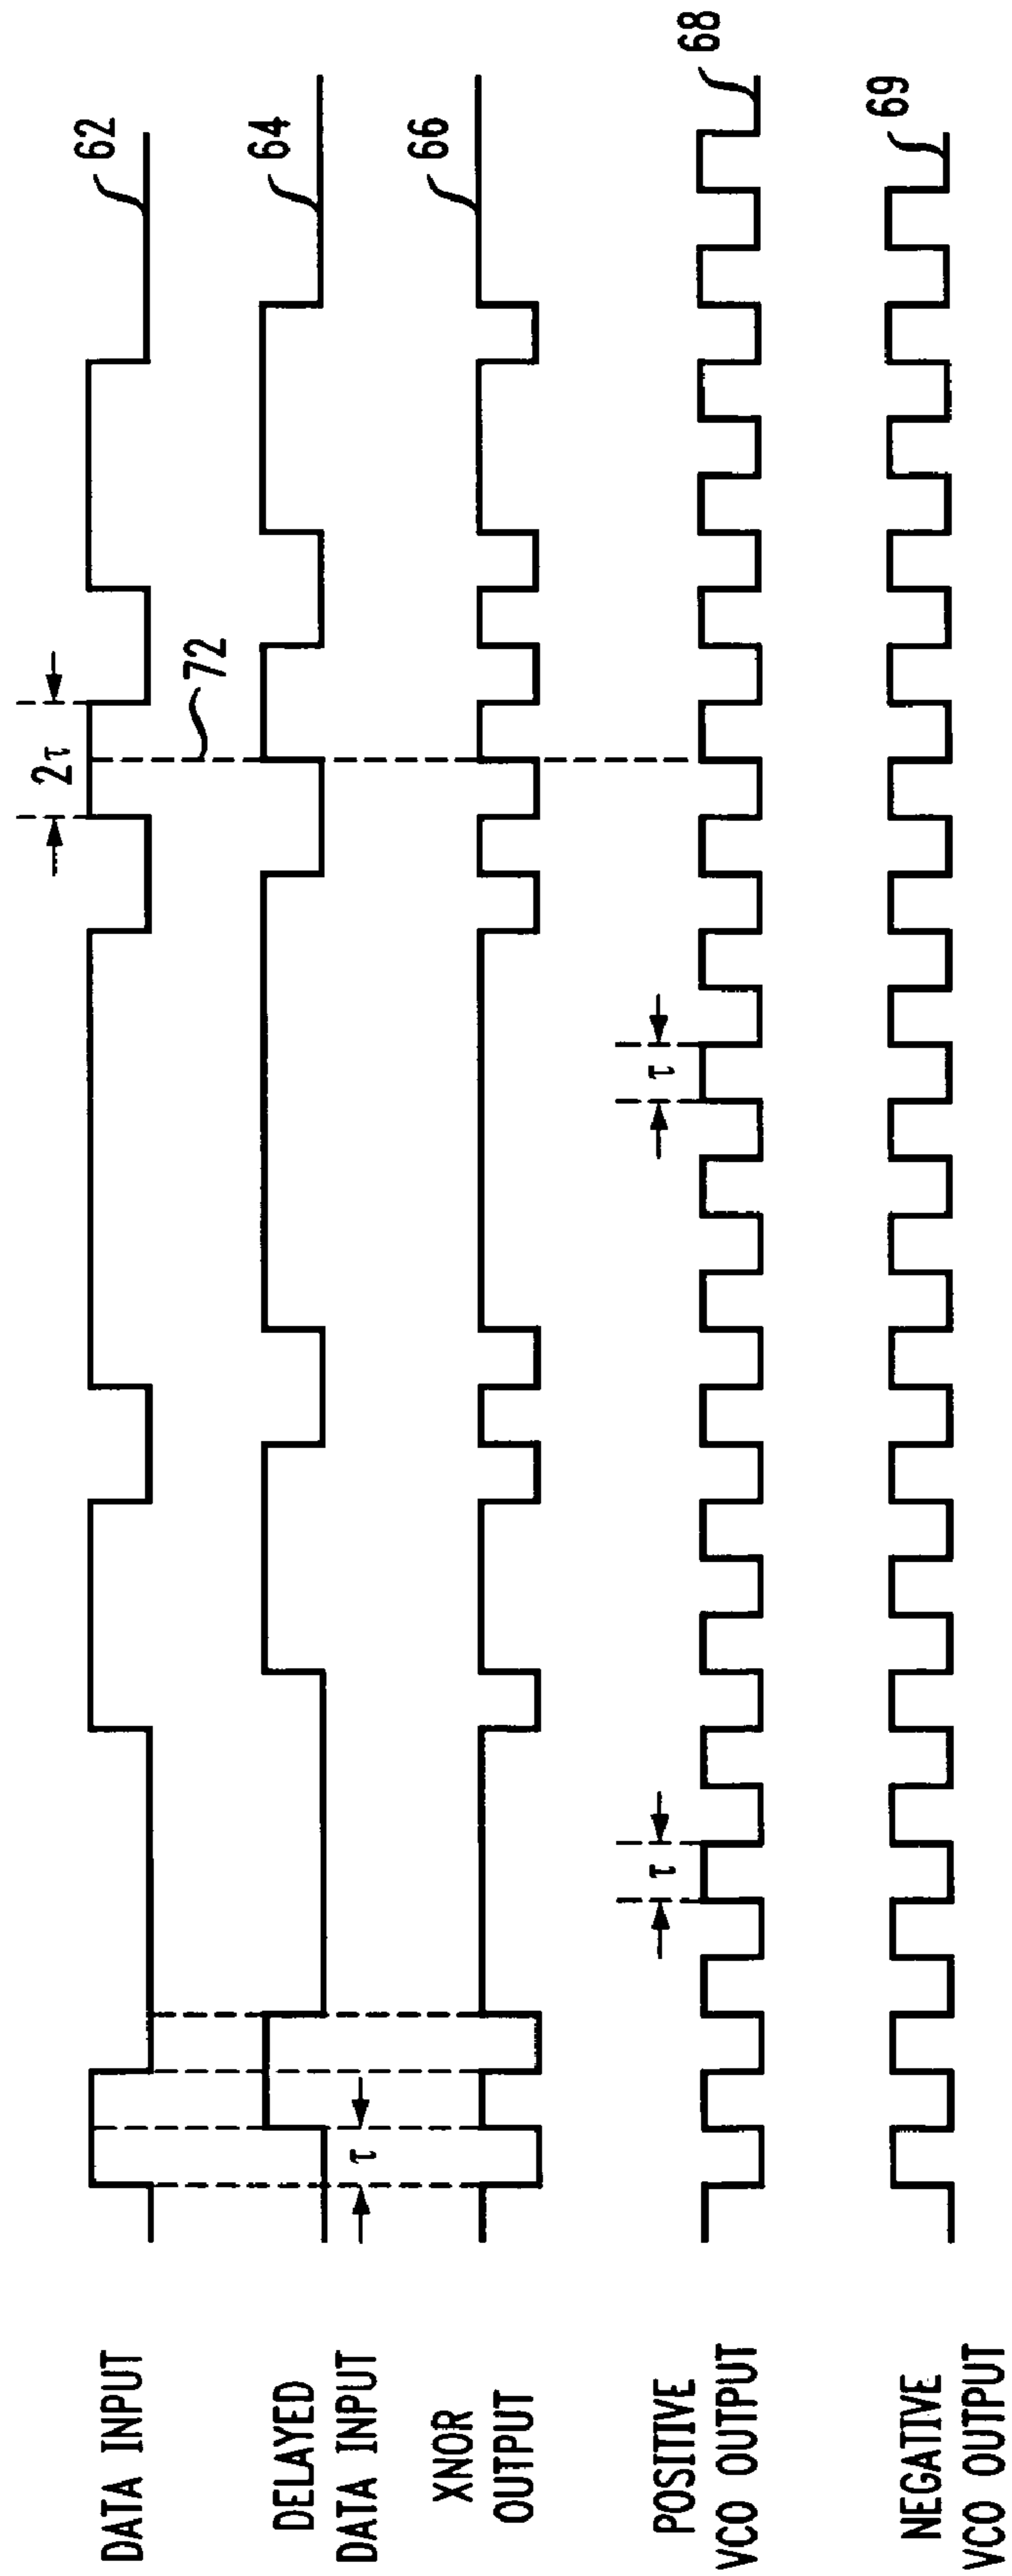 DATA INPUT
62
2τ
DELAYED
DATA INPUT
64
τ
72
XNOR
OUTPUT
66
POSITIVE
VCO OUTPUT
68
τ
τ
NEGATIVE
VCO OUTPUT
69